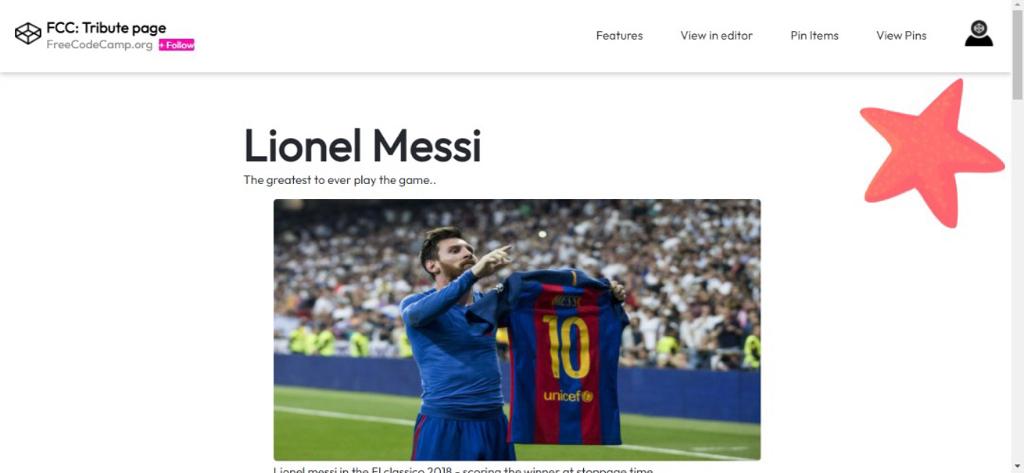 FCC: Tribute page
FreeCodeCamp.org + Follow
Features View in editor Pin Items View Pins
Lionel Messi
The greatest to ever play the game..
MESSI
10
unicef
Lionel messi in the El classico 2018 - scoring the winner at stoppage time